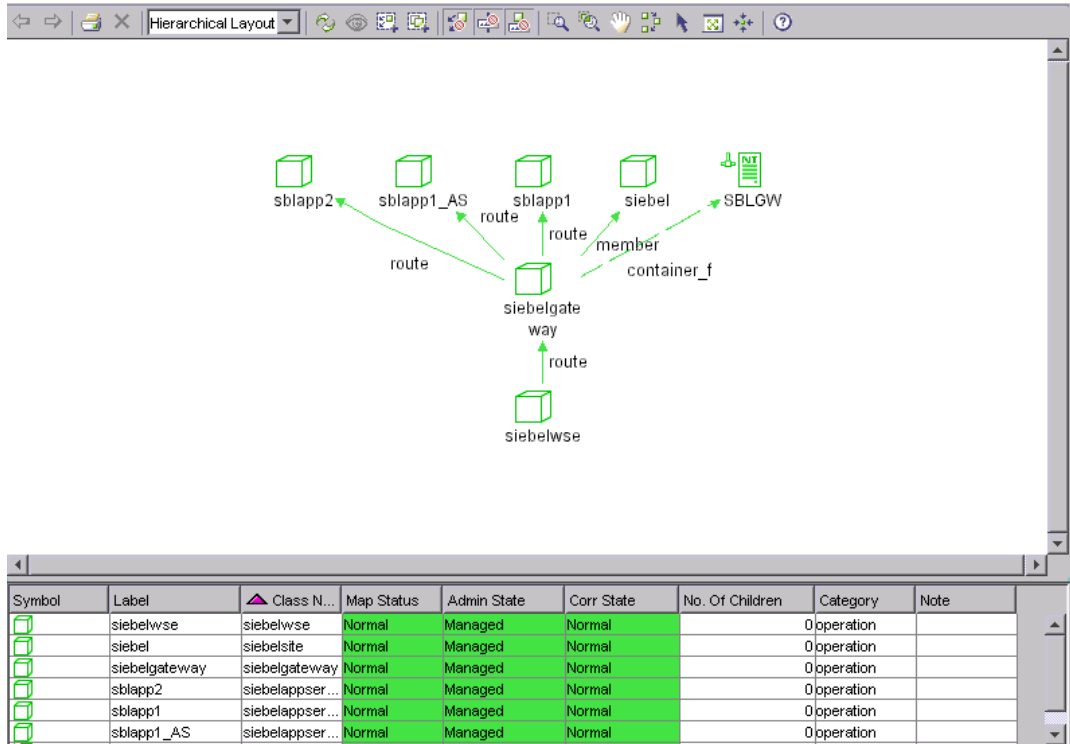 Hierarchical Layout
NT
sblapp2
sblapp1_AS
sblapp1
siebel
SBLGW
route
route
member
route
container_f
siebelgate
way
route
siebelwse
Symbol Label Class N... Map Status Admin State Corr State No. Of Children Category Note
siebelwse siebelwse Normal Managed Normal 0 operation
siebel siebelsite Normal Managed Normal 0 operation
siebelgateway siebelgateway Normal Managed Normal 0 operation
sblapp2 siebelappser... Normal Managed Normal 0 operation
sblapp1 siebelappser... Normal Managed Normal 0 operation
sblapp1_AS siebelappser... Normal Managed Normal 0 operation